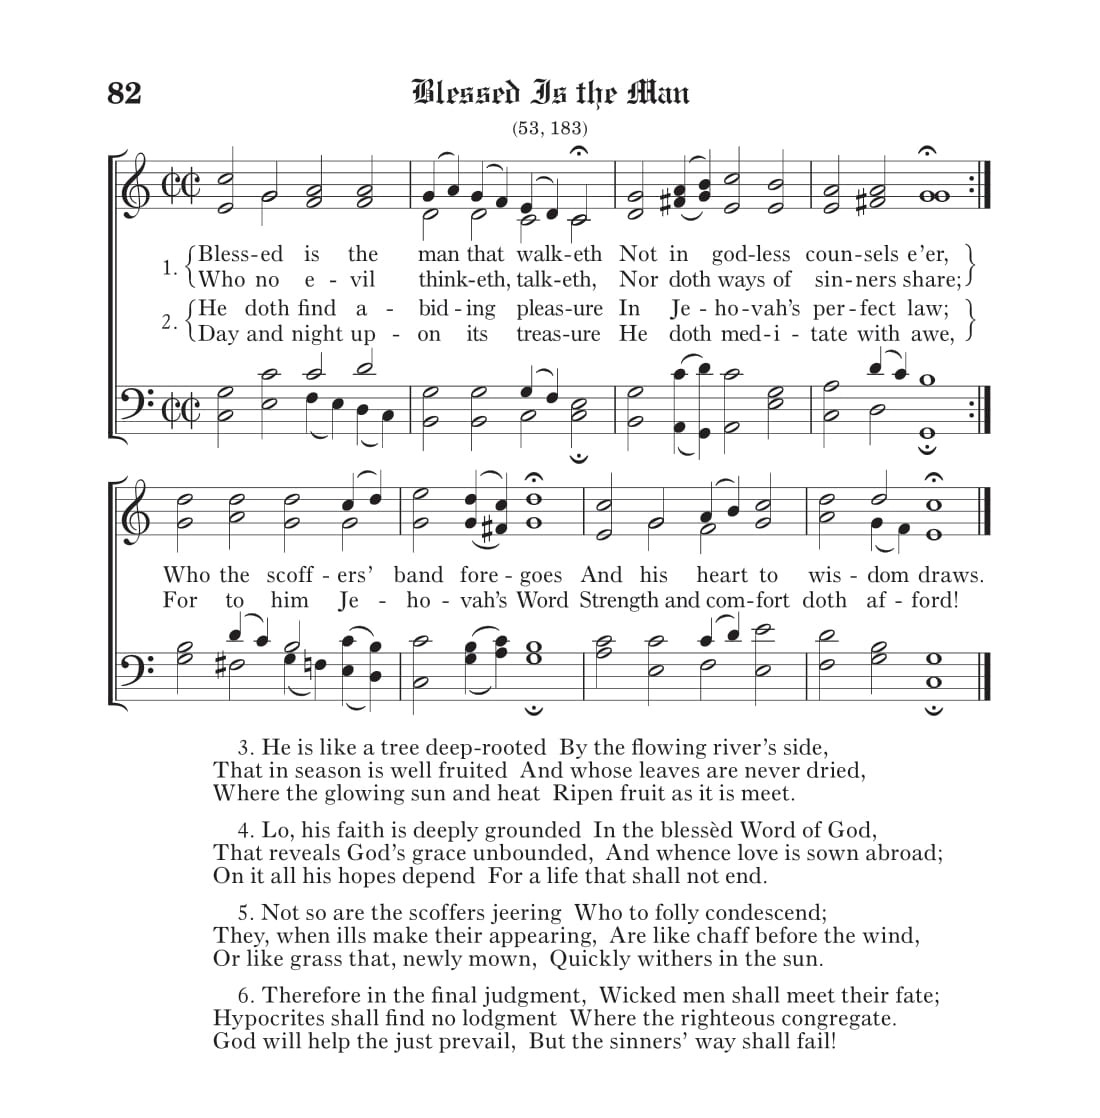 82 Blessed Is the Man
(53, 183)
1. Bless-ed is the man that walk-eth Not in god-less coun-sels e’er,
Who no e - vil think-eth, talk-eth, Nor doth ways of sin-ners share;
2. He doth find a - bid-ing pleas-ure In Je - ho-vah’s per-fect law;
Day and night up - on its treas-ure He doth med-i - tate with awe,
Who the scoff - ers’ band fore - goes And his heart to wis - dom draws.
For to him Je - ho - vah’s Word Strength and com-fort doth af - ford!
3. He is like a tree deep-rooted By the flowing river’s side,
That in season is well fruited And whose leaves are never dried,
Where the glowing sun and heat Ripen fruit as it is meet.
4. Lo, his faith is deeply grounded In the blessèd Word of God,
That reveals God’s grace unbounded, And whence love is sown abroad;
On it all his hopes depend For a life that shall not end.
5. Not so are the scoffers jeering Who to folly condescend;
They, when ills make their appearing, Are like chaff before the wind,
Or like grass that, newly mown, Quickly withers in the sun.
6. Therefore in the final judgment, Wicked men shall meet their fate;
Hypocrites shall find no lodgment Where the righteous congregate.
God will help the just prevail, But the sinners’ way shall fail!